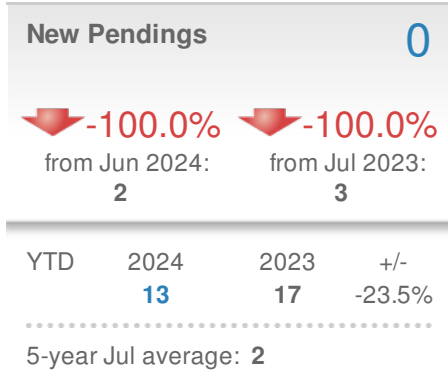 New Pendings 0
-100.0% -100.0%
from Jun 2024: from Jul 2023:
2 3
YTD 2024 2023 +/-
13 17 -23.5%
5-year Jul average: 2